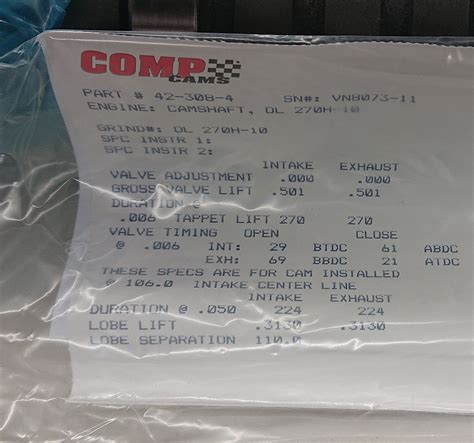 COMP
CAMS
PART # 42-308-4 SN#: VN8073-11
ENGINE: CAMSHAFT, OL 270H-10
GRIND#: OL 270H-10
SPC INSTR 1:
SPC INSTR 2:
INTAKE EXHAUST
VALVE ADJUSTMENT .000 .000
GROSS VALVE LIFT .501 .501
DURATION @
.006 TAPPET LIFT 270 270
VALVE TIMING OPEN CLOSE
@ .006 INT: 29 BTDC 61 ABDC
EXH: 69 BBDC 21 ATDC
THESE SPECS ARE FOR CAM INSTALLED
@ 106.0 INTAKE CENTER LINE
INTAKE EXHAUST
DURATION @ .050 224 224
LOBE LIFT .3130 .3130
LOBE SEPARATION 110.0